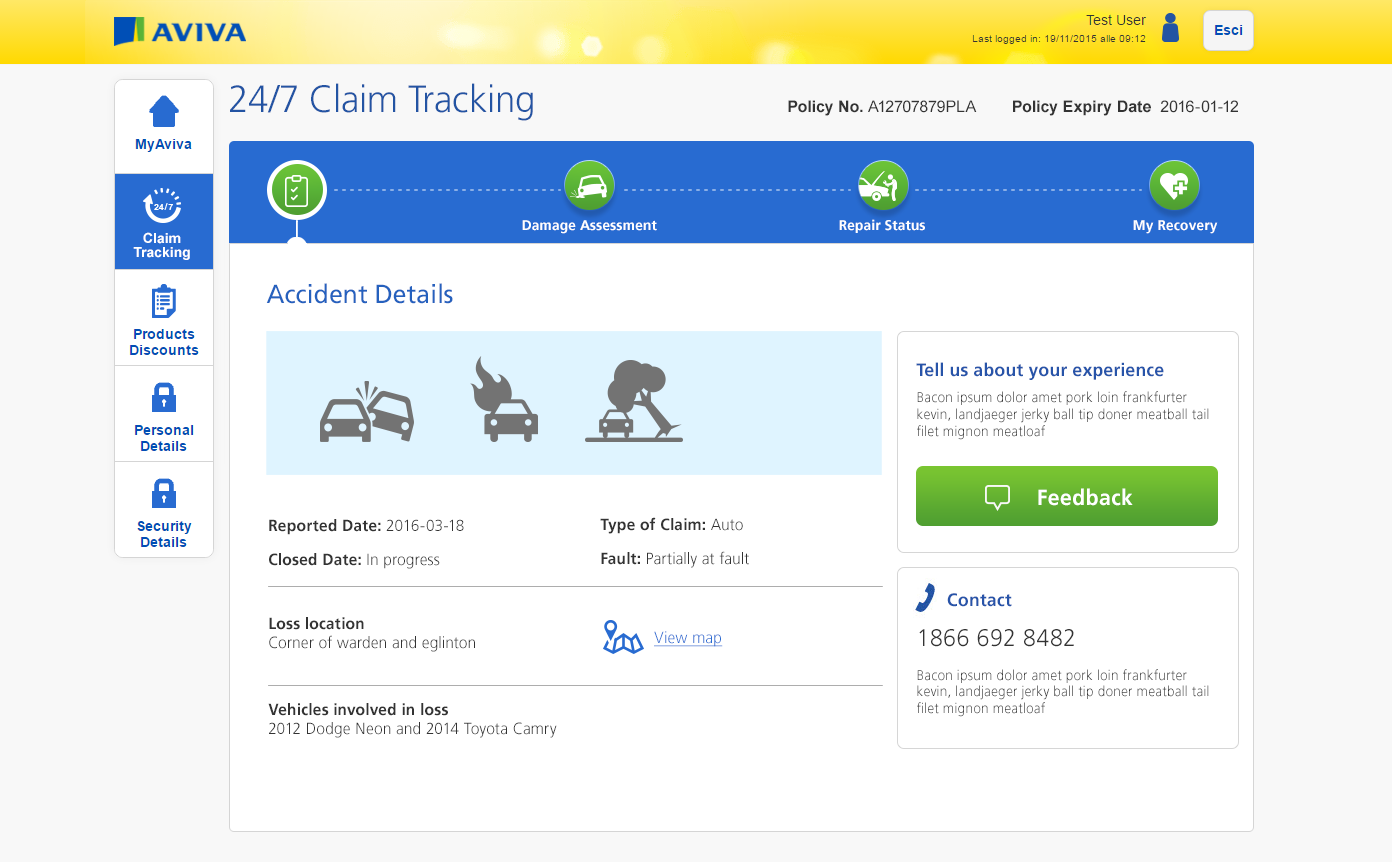 AVIVA
Test User
Last logged in: 19/11/2015 alle 09:12
Esci
MyAviva
24/7
Claim
Tracking
Products
Discounts
Personal
Details
Security
Details
24/7 Claim Tracking
Policy No. A12707879PLA
Policy Expiry Date 2016-01-12
Damage Assessment
Repair Status
My Recovery
Accident Details
Reported Date: 2016-03-18
Type of Claim: Auto
Closed Date: In progress
Fault: Partially at fault
Loss location
Corner of warden and eglinton
View map
Vehicles involved in loss
2012 Dodge Neon and 2014 Toyota Camry
Tell us about your experience
Bacon ipsum dolor amet pork loin frankfurter
kevin, landjaeger jerky ball tip doner meatball tail
filet mignon meatloaf
Feedback
Contact
1866 692 8482
Bacon ipsum dolor amet pork loin frankfurter
kevin, landjaeger jerky ball tip doner meatball tail
filet mignon meatloaf